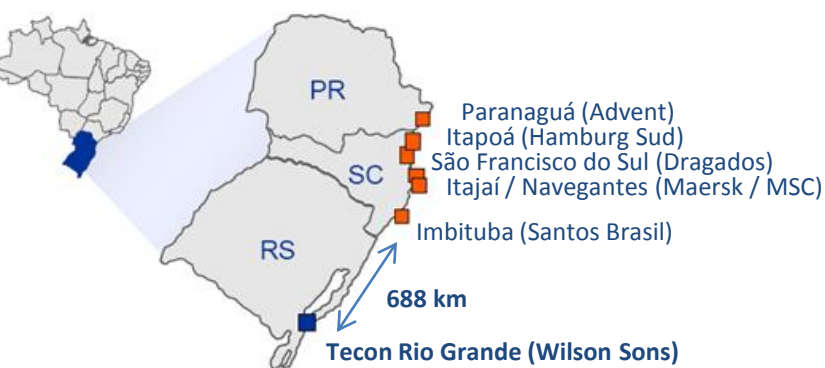 PR
Paranaguá (Advent)
Itapoá (Hamburg Sud)
São Francisco do Sul (Dragados)
SC
Itajaí / Navegantes (Maersk / MSC)
Imbituba (Santos Brasil)
RS
688 km
Tecon Rio Grande (Wilson Sons)